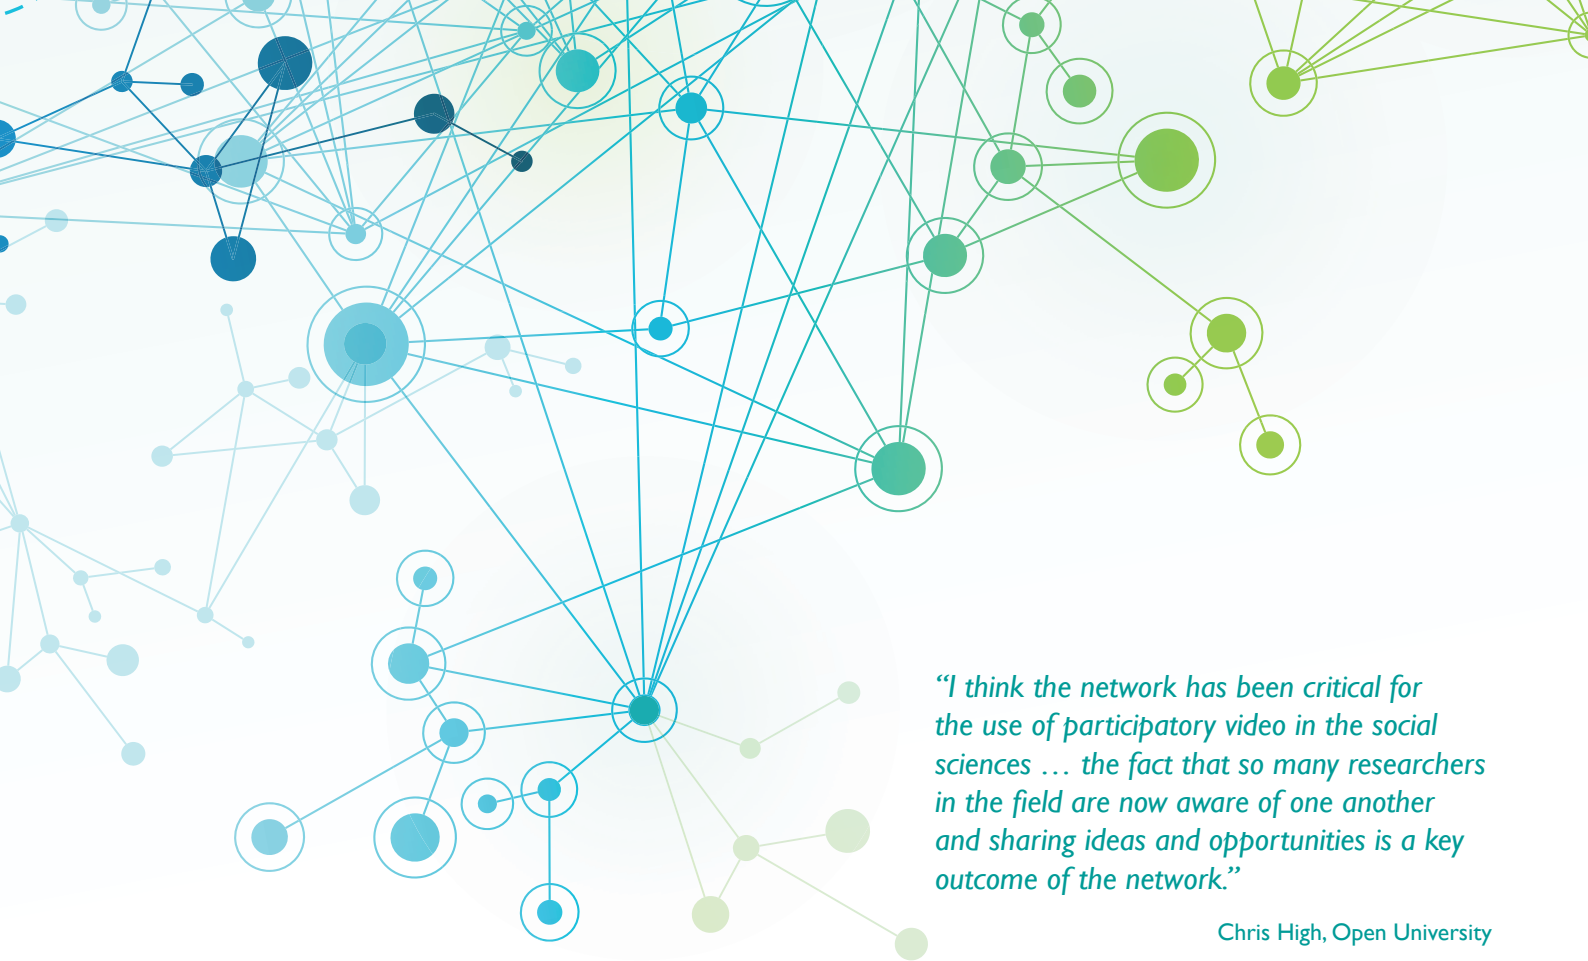 “I think the network has been critical for
the use of participatory video in the social
sciences … the fact that so many researchers
in the field are now aware of one another
and sharing ideas and opportunities is a key
outcome of the network.”
Chris High, Open University